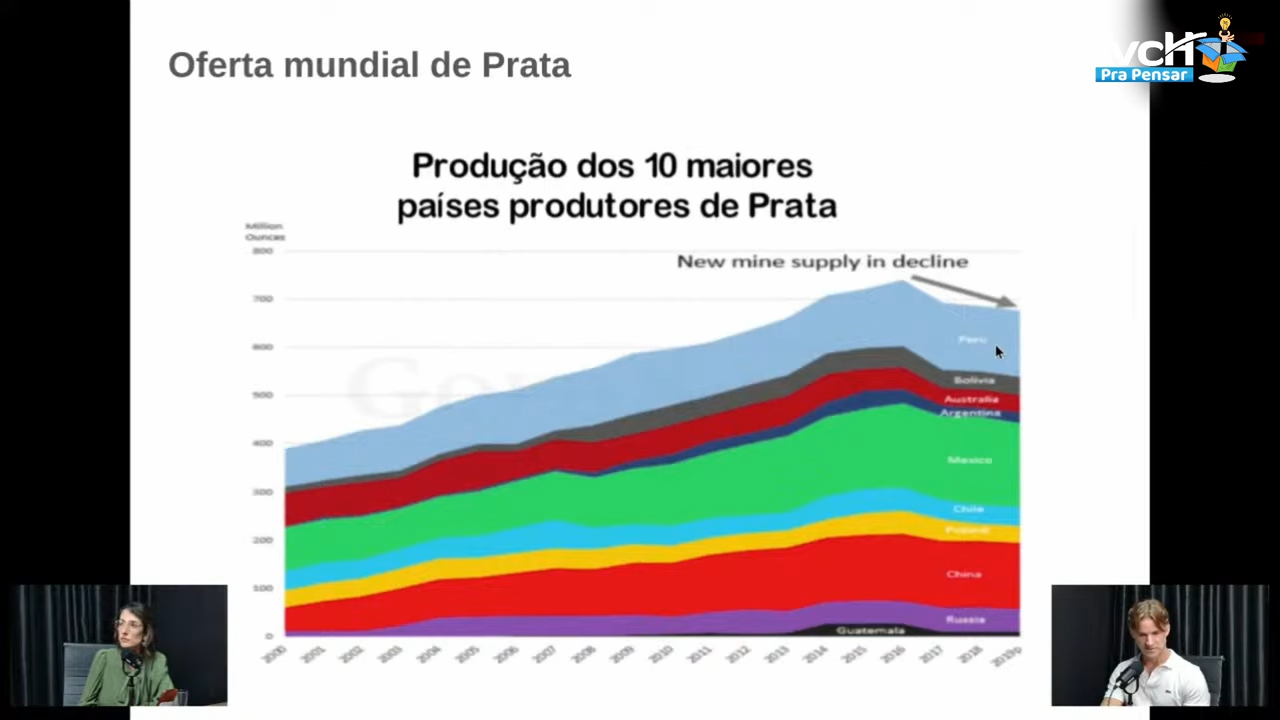 Oferta mundial de Prata
Pra Pensar
Produção dos 10 maiores
países produtores de Prata
Million
Ounces
800
700
600
500
400
300
200
100
0
New mine supply in decline
Peru
Bolivia
Australia
Argentina
Mexico
Chile
Poland
China
Russia
Guatemala
2000 2001 2002 2003 2004 2005 2006 2007 2008 2009 2010 2011 2012 2013 2014 2015 2016 2017 2018 2019p